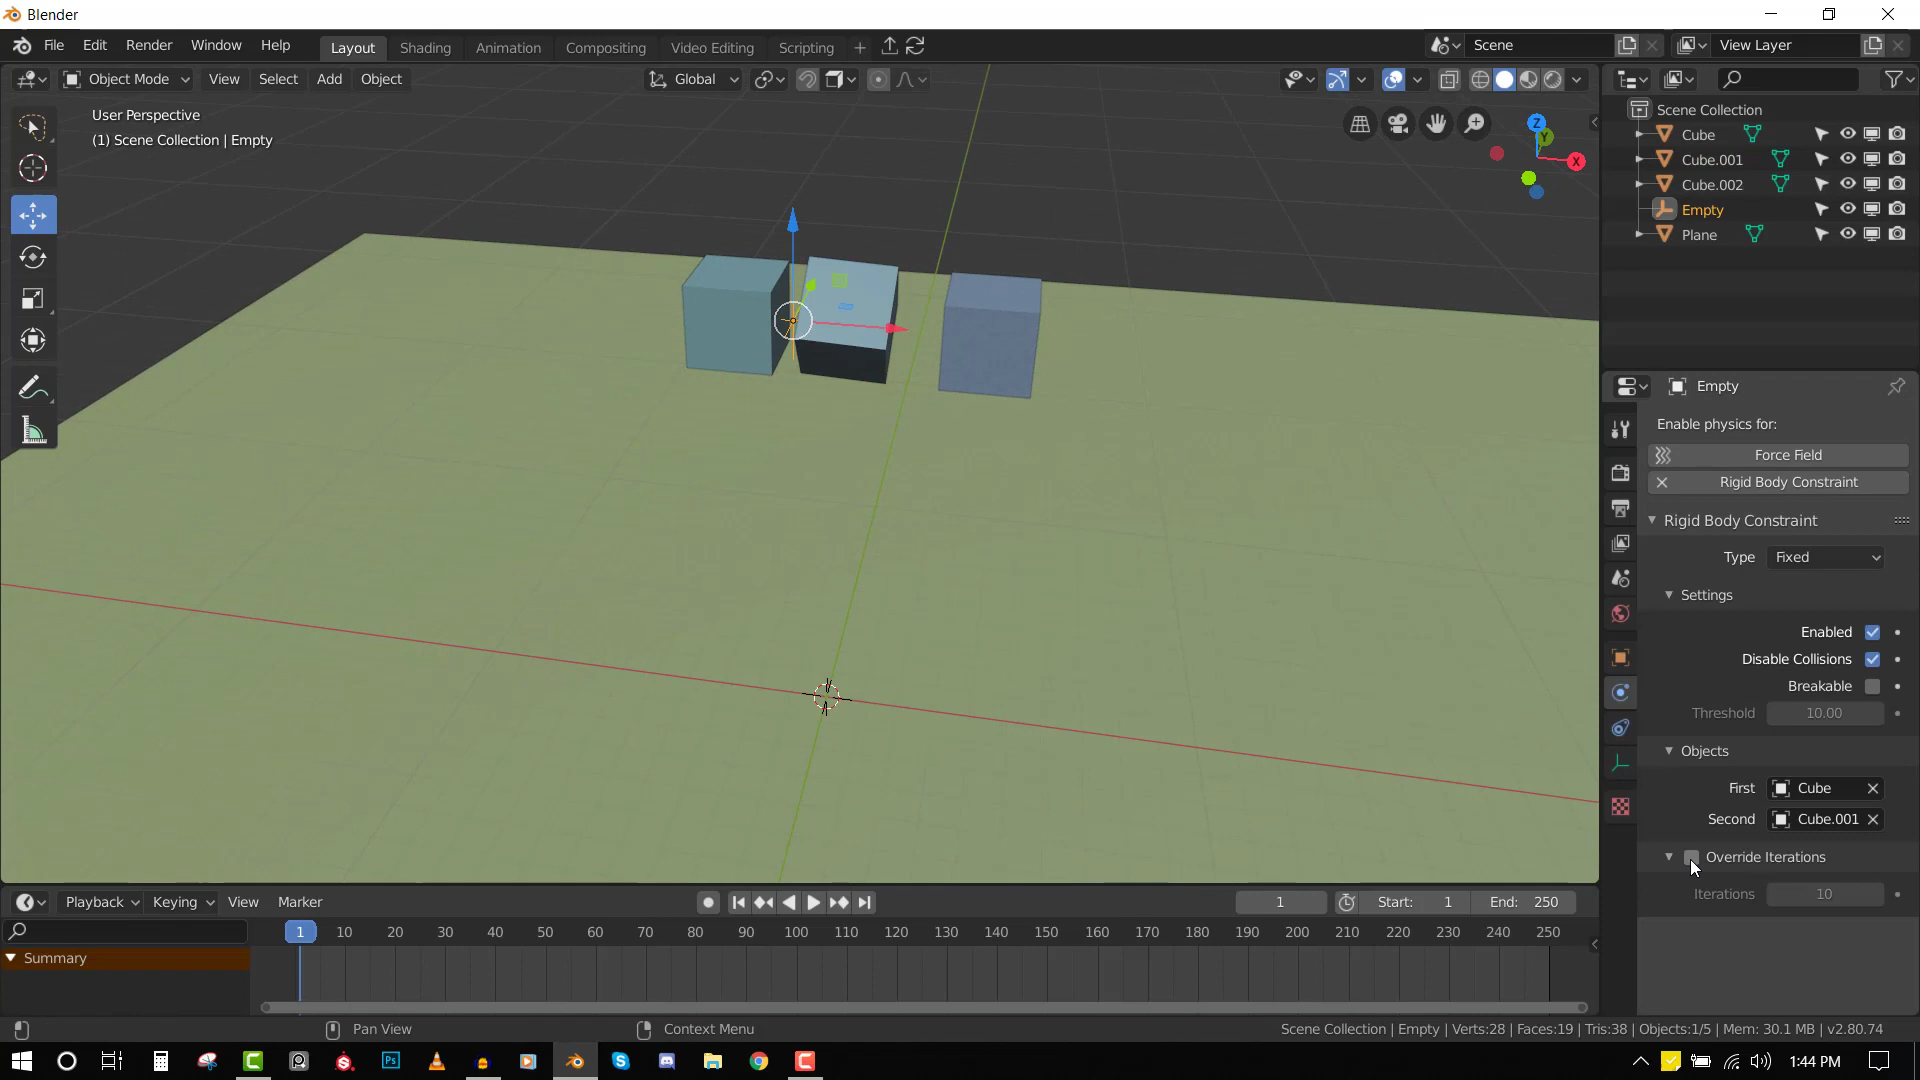 Blender
File Edit Render Window Help Layout Shading Animation Compositing Video Editing Scripting Scene View Layer
Object Mode View Select Add Object Global
User Perspective
(1) Scene Collection | Empty
Z
Y
X
Scene Collection
Cube
Cube.001
Cube.002
Empty
Plane
Empty
Enable physics for:
Force Field
Rigid Body Constraint
Rigid Body Constraint
Type Fixed
Settings
Enabled
Disable Collisions
Breakable
Threshold 10.00
Objects
First Cube
Second Cube.001
Override Iterations
Iterations 10
Playback Keying View Marker 1 Start: 1 End: 250
1 10 20 30 40 50 60 70 80 90 100 110 120 130 140 150 160 170 180 190 200 210 220 230 240 250
Summary
Pan View Context Menu Scene Collection | Empty | Verts:28 | Faces:19 | Tris:38 | Objects:1/5 | Mem: 30.1 MB | v2.80.74
Ps
1:44 PM